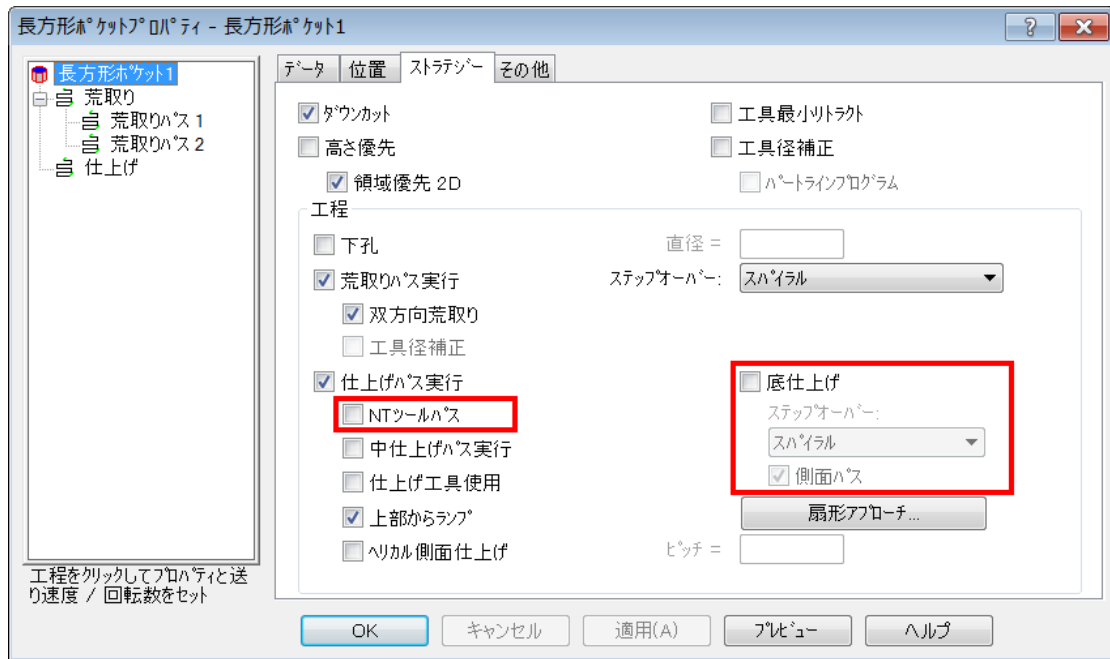 長方形ﾎﾟｹｯﾄﾌﾟﾛﾊﾟﾃｨ - 長方形ﾎﾟｹｯﾄ1
長方形ﾎﾟｹｯﾄ1
荒取り
荒取りﾊﾟｽ 1
荒取りﾊﾟｽ 2
仕上げ
工程をｸﾘｯｸしてﾌﾟﾛﾊﾟﾃｨと送
り速度 / 回転数をｾｯﾄ
ﾃﾞｰﾀ 位置 ｽﾄﾗﾃｼﾞｰ その他
ﾀﾞｳﾝｶｯﾄ 工具最小ﾘﾄﾗｸﾄ
高さ優先 工具径補正
領域優先 2D ﾊﾟｰﾄﾗｲﾝﾌﾟﾛｸﾞﾗﾑ
工程
下孔 直径 =
荒取りﾊﾟｽ実行 ｽﾃｯﾌﾟｵｰﾊﾞｰ: ｽﾊﾟｲﾗﾙ
双方向荒取り
工具径補正
仕上げﾊﾟｽ実行 底仕上げ
NTﾂｰﾙﾊﾟｽ ｽﾃｯﾌﾟｵｰﾊﾞｰ:
中仕上げﾊﾟｽ実行 ｽﾊﾟｲﾗﾙ
仕上げ工具使用 側面ﾊﾟｽ
上部からﾗﾝﾌﾟ 扇形ｱﾌﾟﾛｰﾁ...
ﾍﾘｶﾙ側面仕上げ ﾋﾟｯﾁ =
OK ｷｬﾝｾﾙ 適用(A) ﾌﾟﾚﾋﾞｭｰ ﾍﾙﾌﾟ